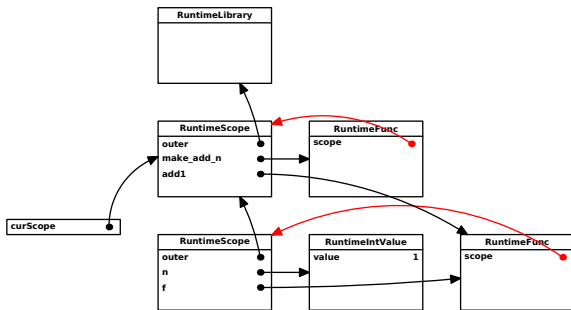 RuntimeLibrary
RuntimeScope
outer
make_add_n
add1
RuntimeFunc
scope
curScope
RuntimeScope
outer
n
f
RuntimeIntValue
value 1
RuntimeFunc
scope